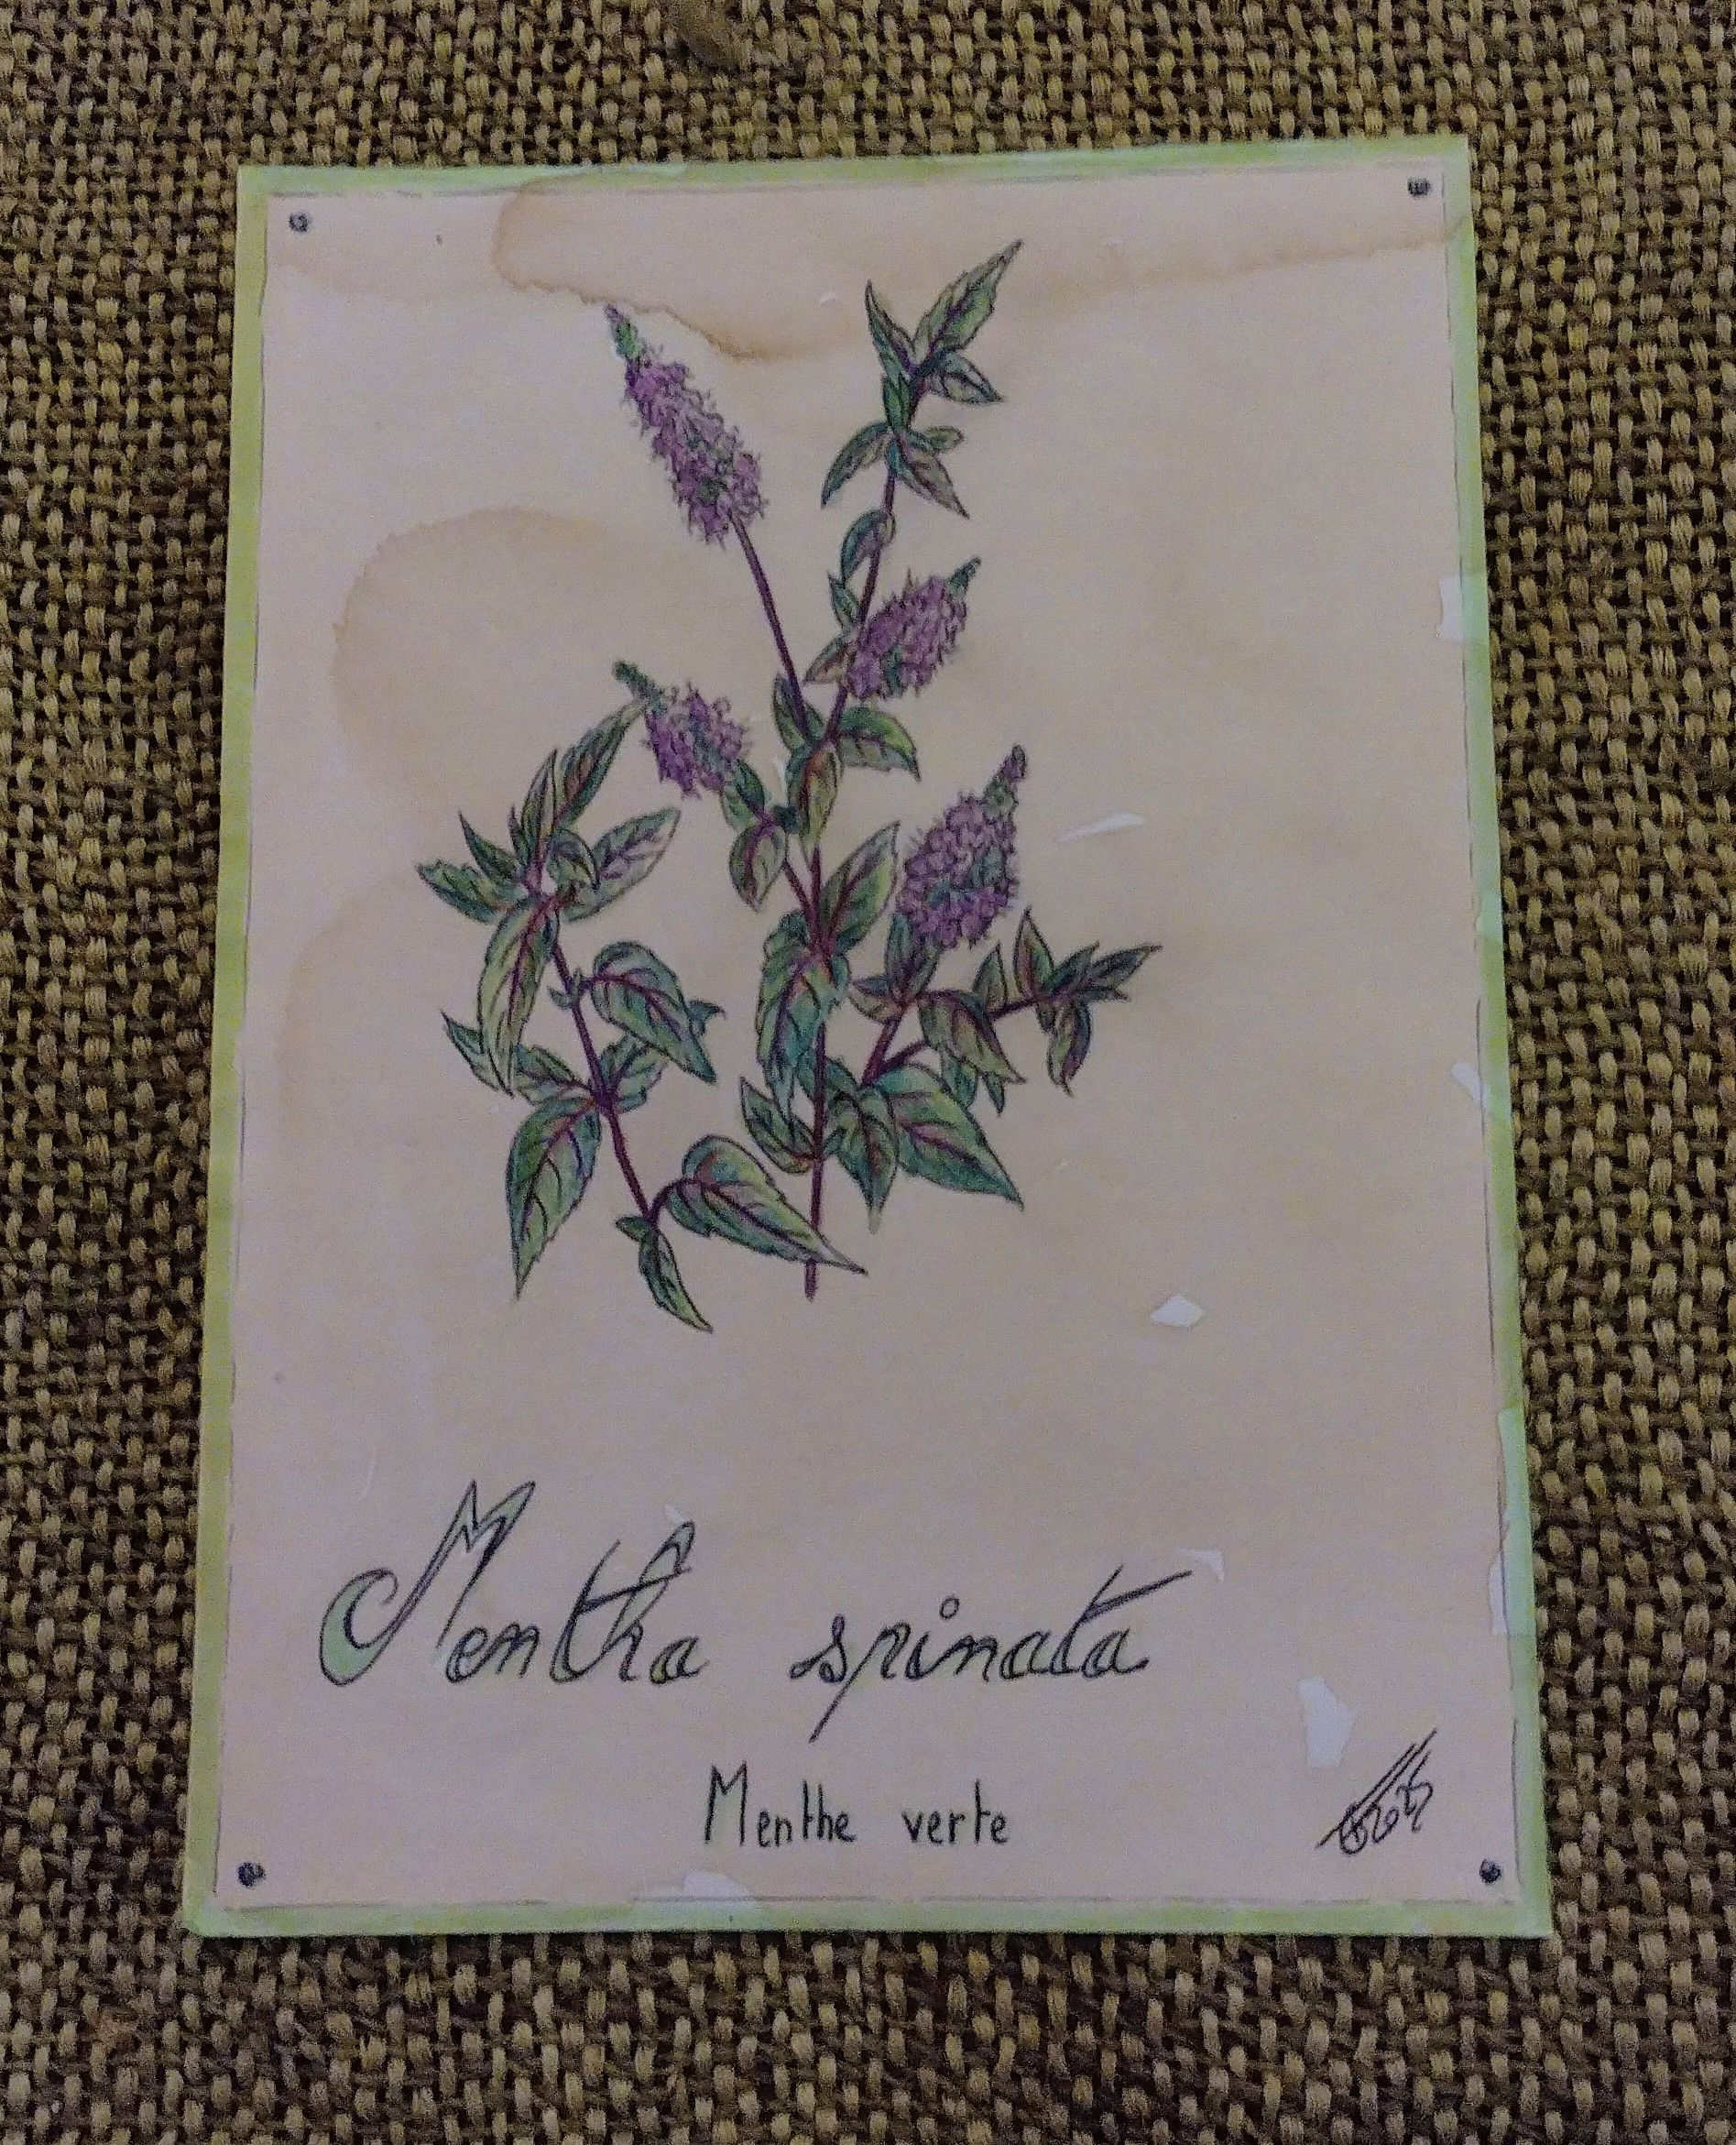 Mentha spinata
Menthe verte